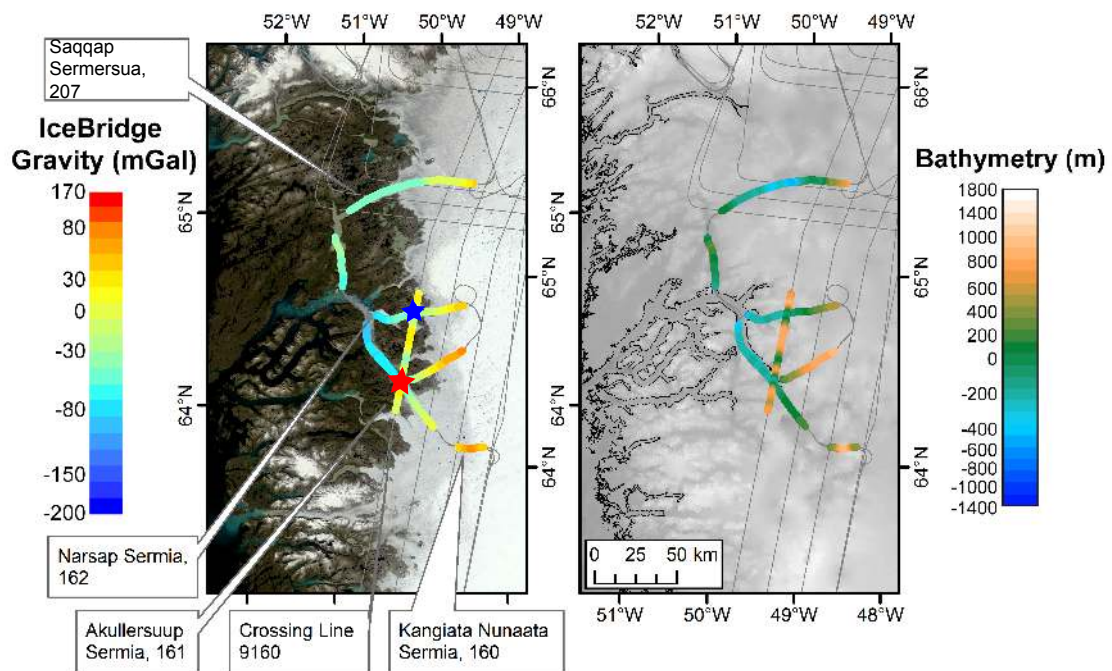 52°W 51°W 50°W 49°W
50°W 49°W
Saqqap
Sermersua,
207
IceBridge
Gravity (mGal)
170
80
30
0
-30
-80
-150
-200
65°N
64°N
66°N
65°N
64°N
Narsap Sermia,
162
Akullersuup
Sermia, 161
Crossing Line
9160
Kangiata Nunaata
Sermia, 160
52°W 51°W 50°W 49°W
65°N
64°N
66°N
65°N
64°N
Bathymetry (m)
1800
1400
1000
800
600
400
200
0
-200
-400
-600
-800
-1000
-1400
0 25 50 km
51°W 50°W 49°W 48°W